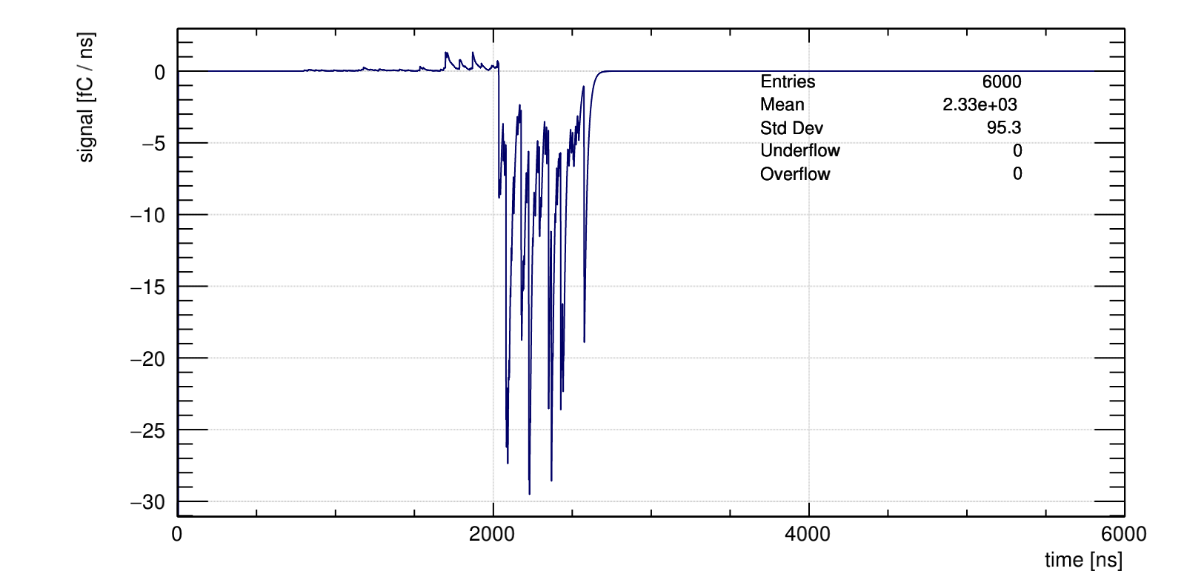 signal [fC / ns]
0
−5
−10
−15
−20
−25
−30
Entries 6000
Mean 2.33e+03
Std Dev 95.3
Underflow 0
Overflow 0
0 2000 4000 6000
time [ns]